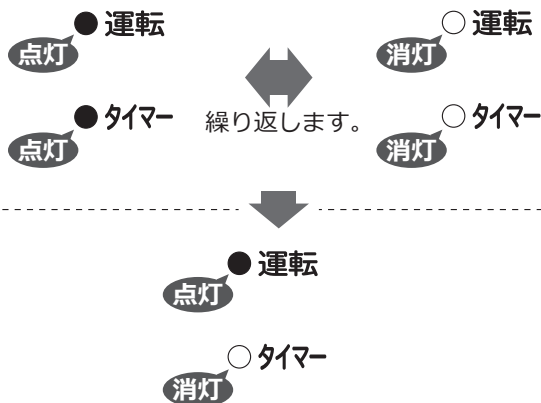 ● 運転
点灯
○ 運転
消灯
● タイマー
点灯
繰り返します。
○ タイマー
消灯
● 運転
点灯
○ タイマー
消灯